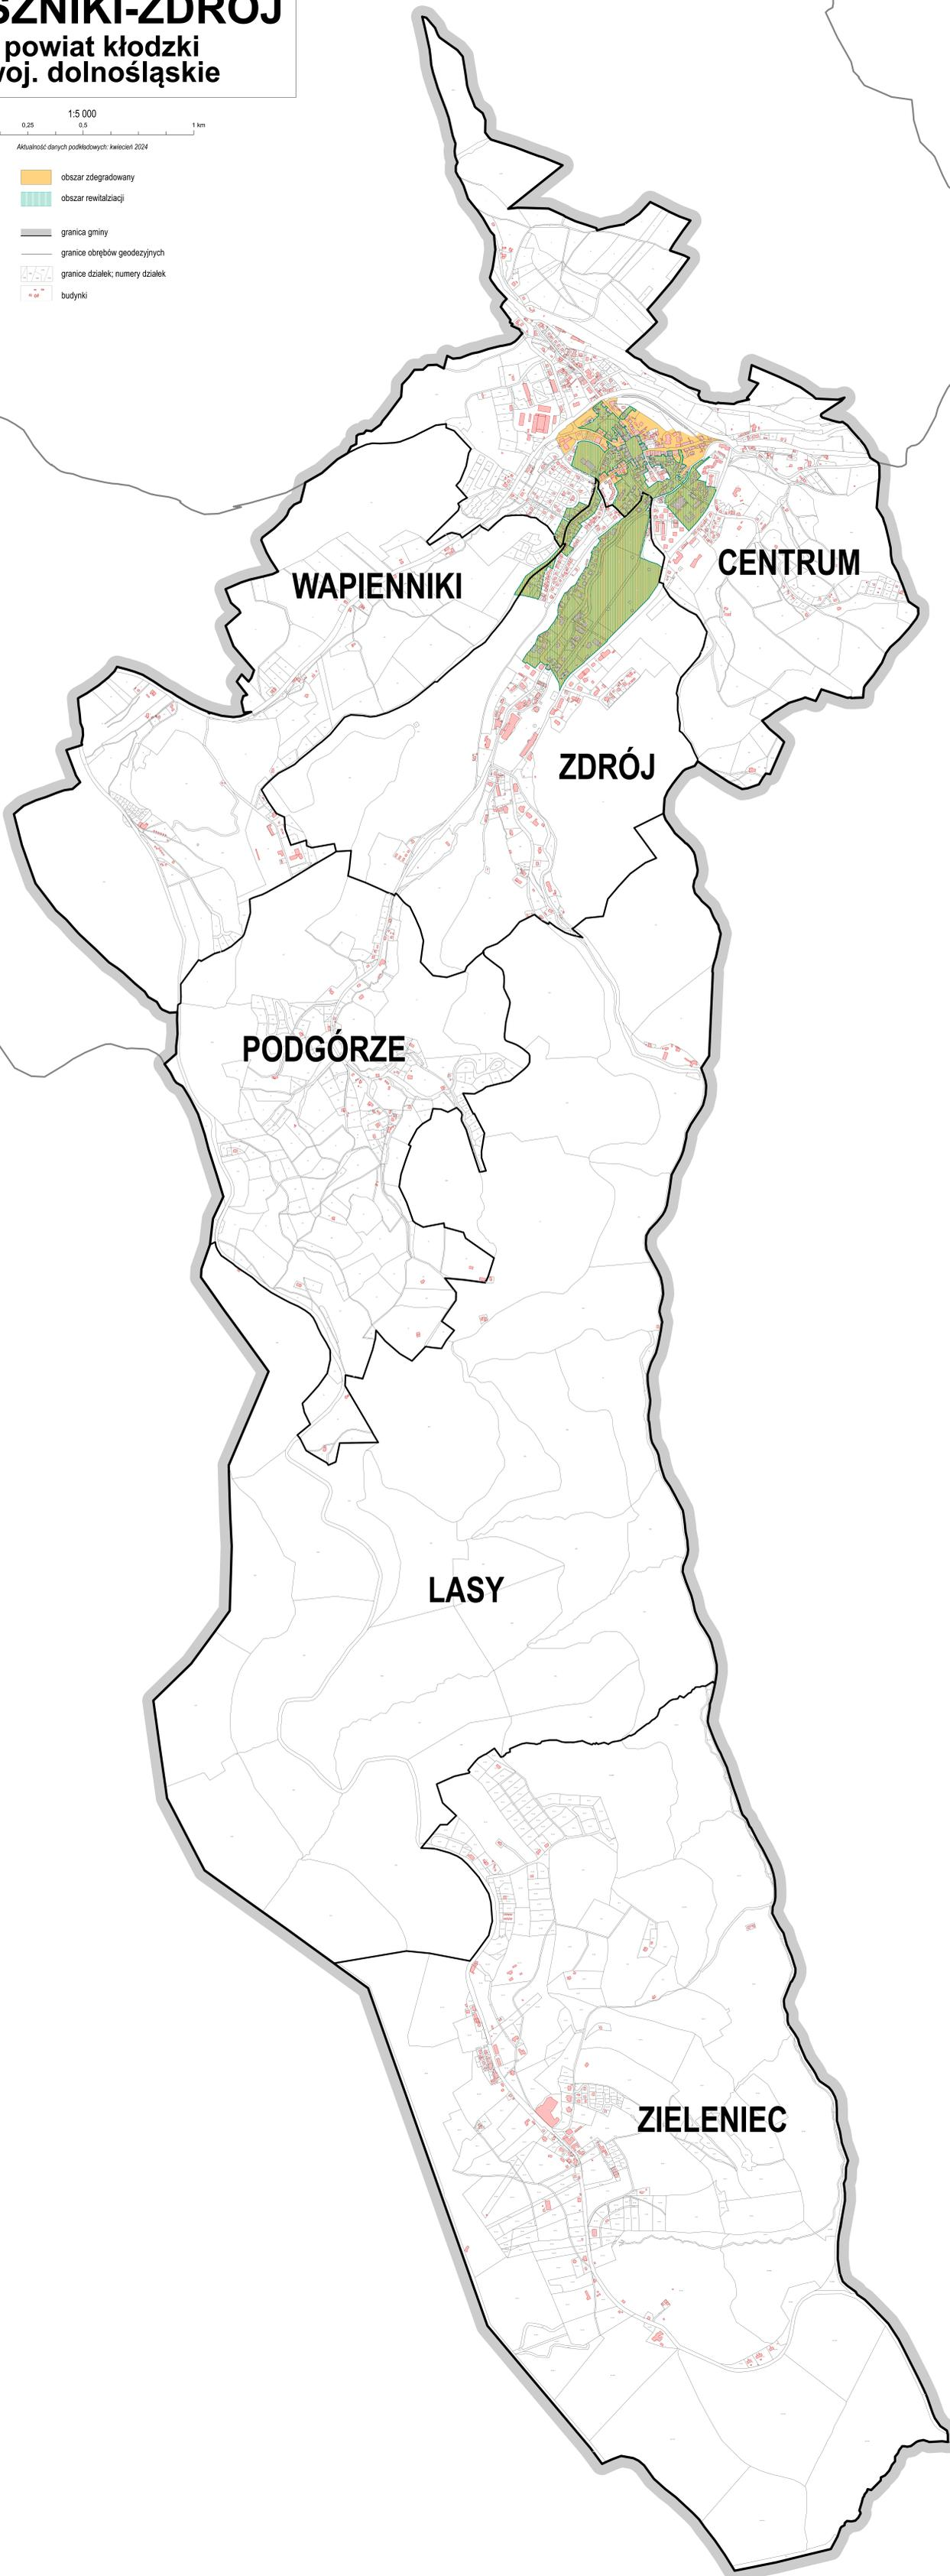 SZNIKI-ZDRÓJ
powiat kłodzki
woj. dolnośląskie
1:5 000
0,25 0,5 1 km
Aktualność danych podkładowych: kwiecień 2024
obszar zdegradowany
obszar rewitalziacji
granica gminy
granice obrębów geodezyjnych
granice działek; numery działek
budynki
CENTRUM
WAPIENNIKI
ZDRÓJ
PODGÓRZE
LASY
ZIELENIEC